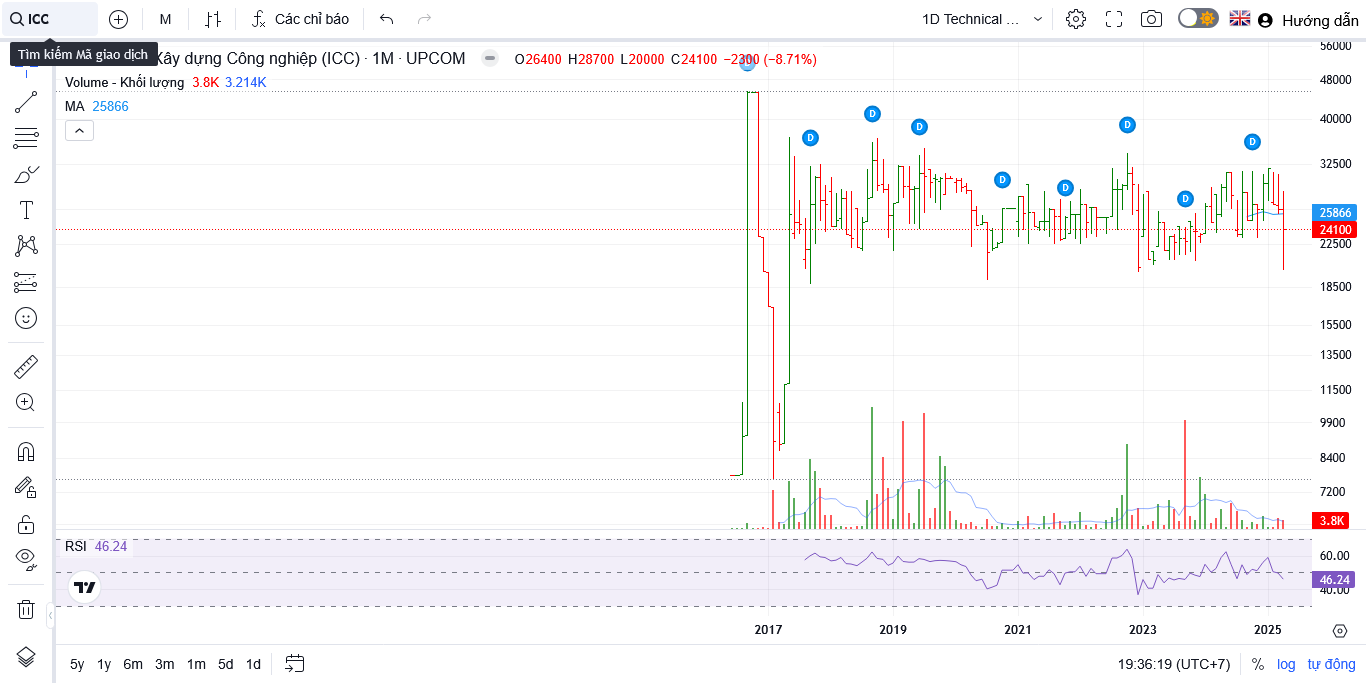 ICC M Các chỉ báo 1D Technical ... Hướng dẫn
Tìm kiếm Mã giao dịch
Xây dựng Công nghiệp (ICC) · 1M · UPCOM O26400 H28700 L20000 C24100 −2300 (−8.71%)
Volume - Khối lượng 3.8K 3.214K
MA 25866
D D D D D D D D
56000
48000
40000
32500
25866
24100
22500
18500
15500
13500
11500
9900
8400
7200
3.8K
RSI 46.24
60.00
46.24
40.00
2017 2019 2021 2023 2025
5y 1y 6m 3m 1m 5d 1d 19:36:19 (UTC+7) % log tự động